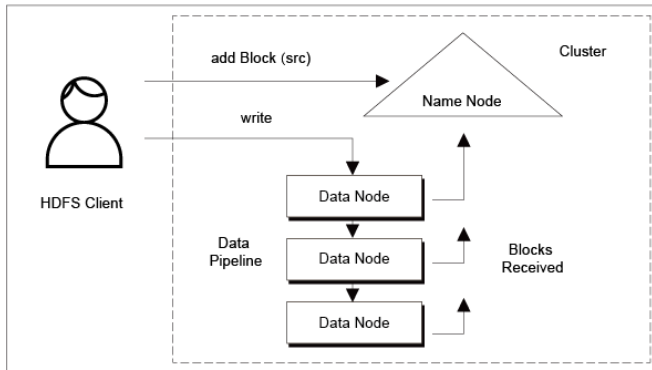 add Block (src)
Cluster
Name Node
write
HDFS Client
Data Node
Data
Pipeline
Data Node
Blocks
Received
Data Node